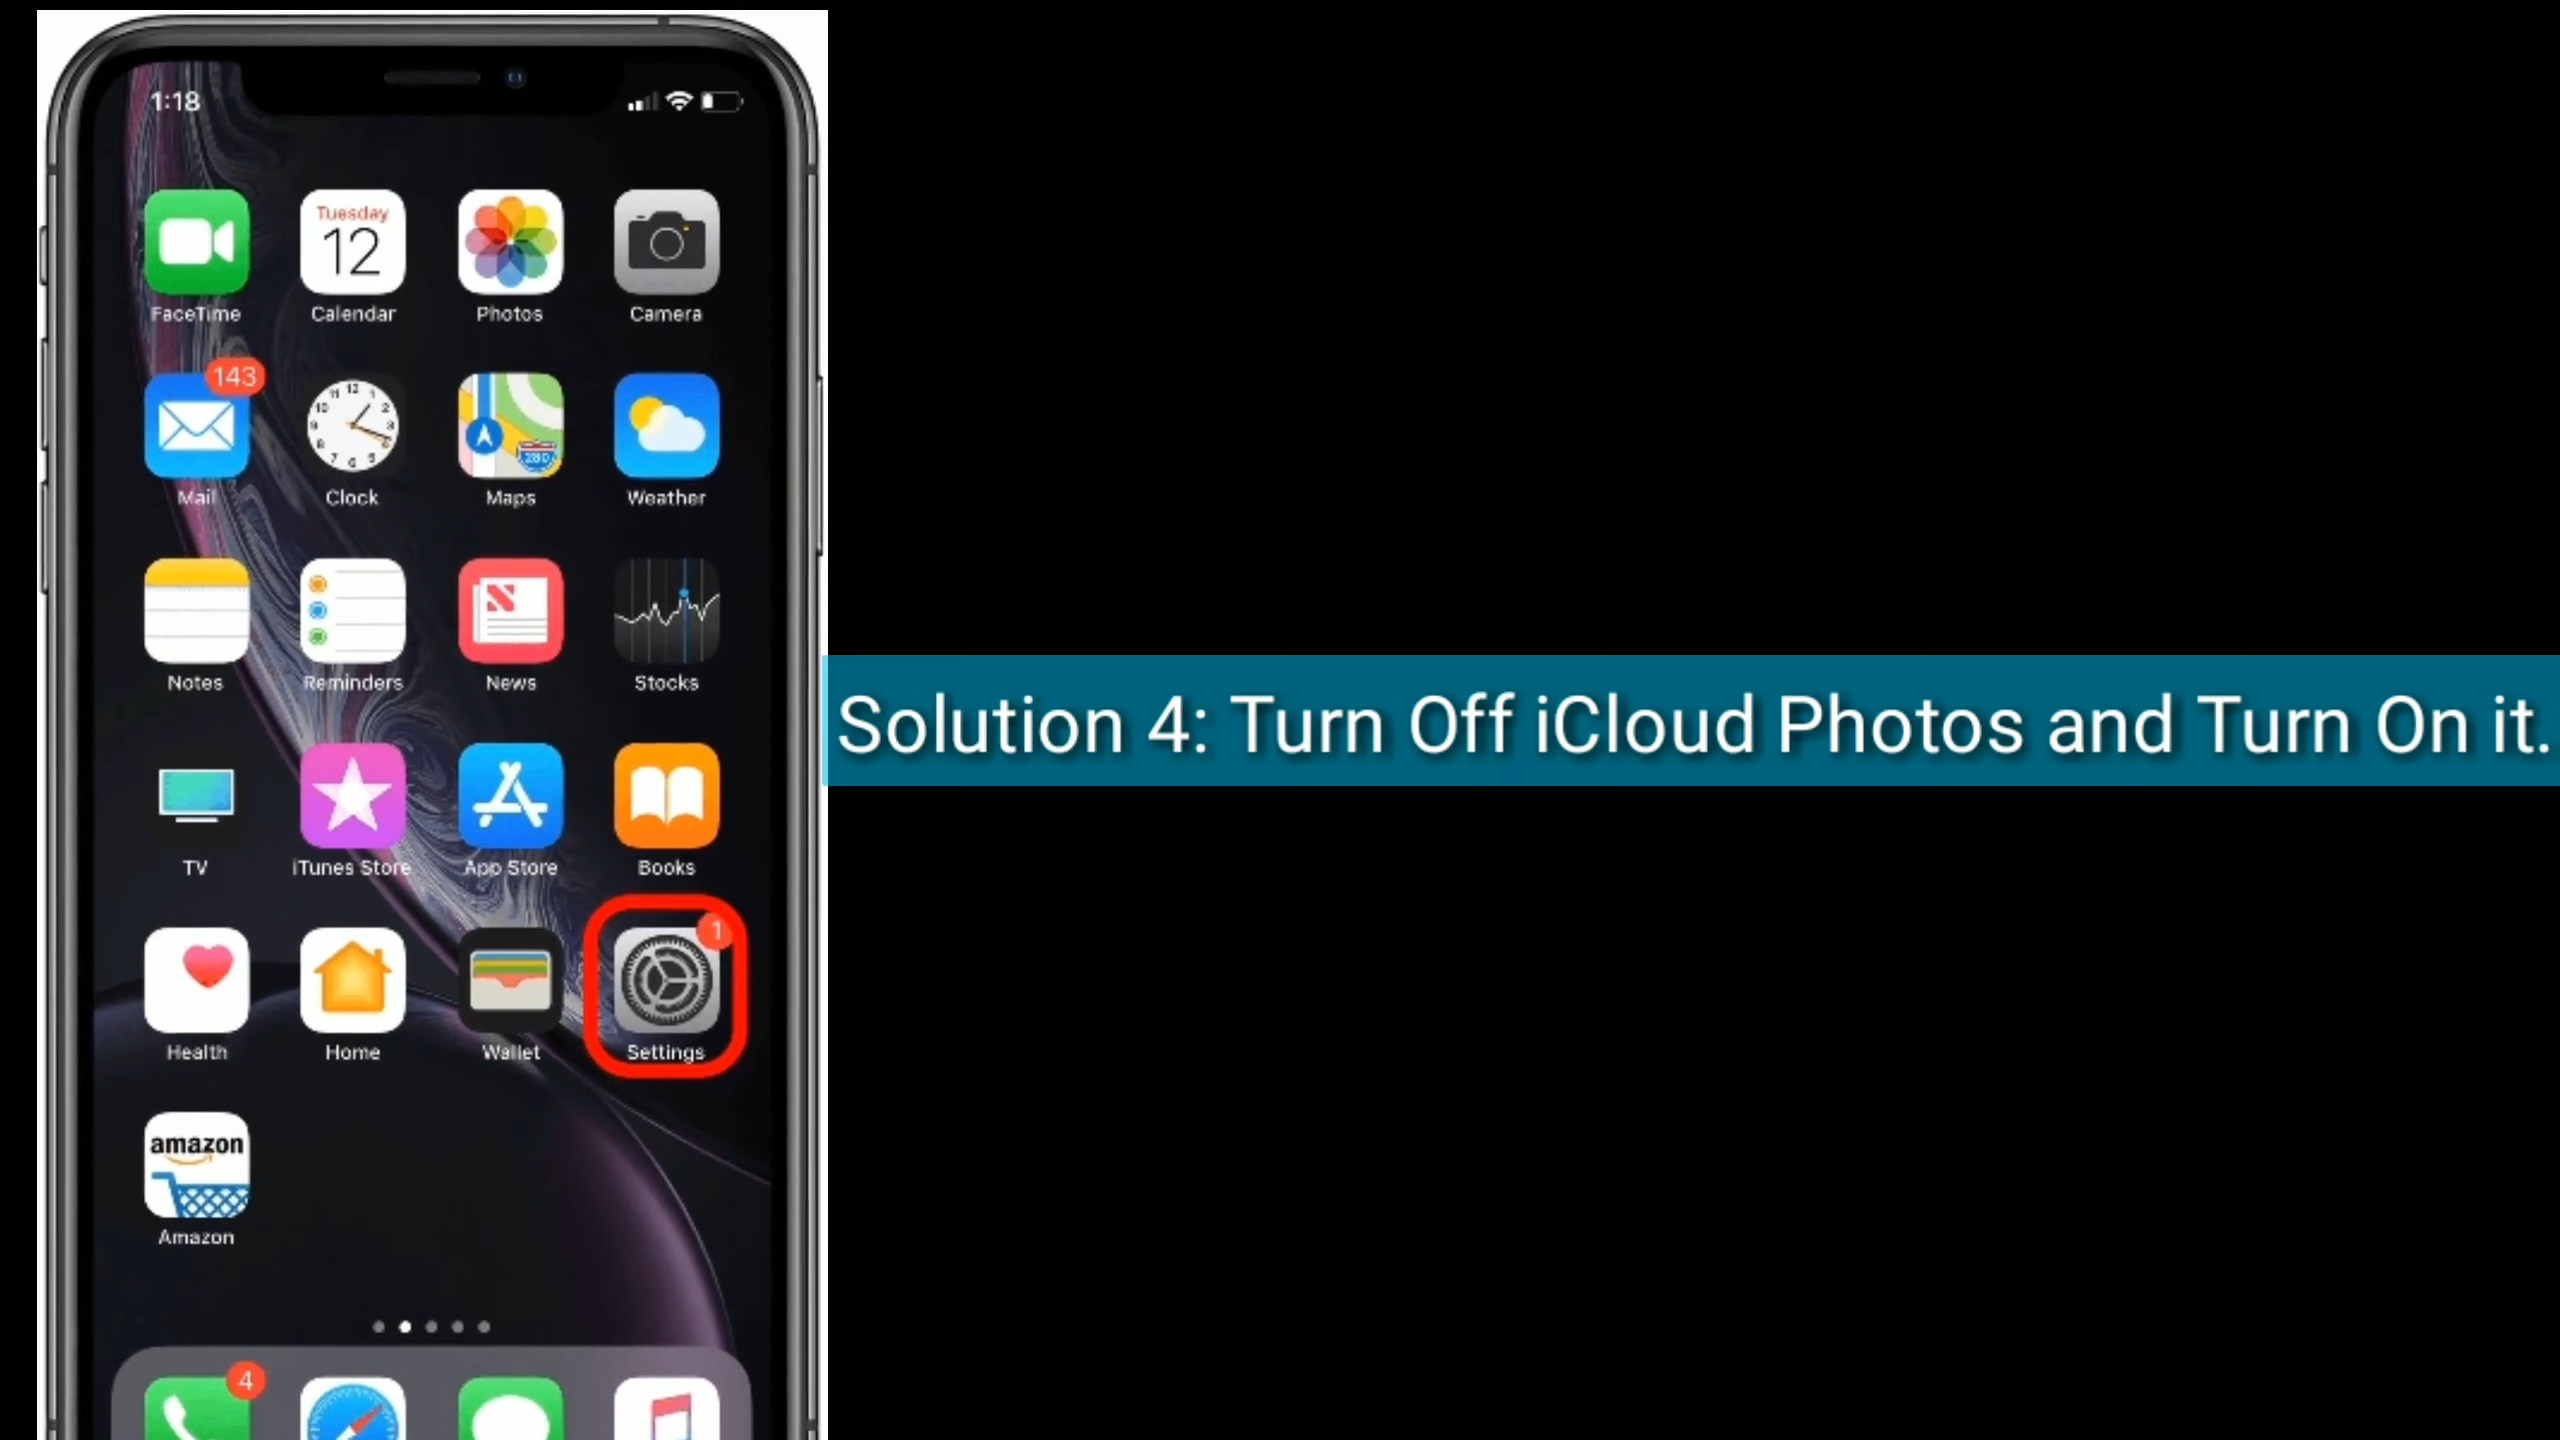 1:18
Tuesday
12
FaceTime
Calendar
Photos
Camera
143
280
Mail
Clock
Maps
Weather
Notes
Reminders
News
Stocks
Solution 4: Turn Off iCloud Photos and Turn On it.
TV
iTunes Store
App Store
Books
1
Health
Home
Wallet
Settings
amazon
Amazon
4